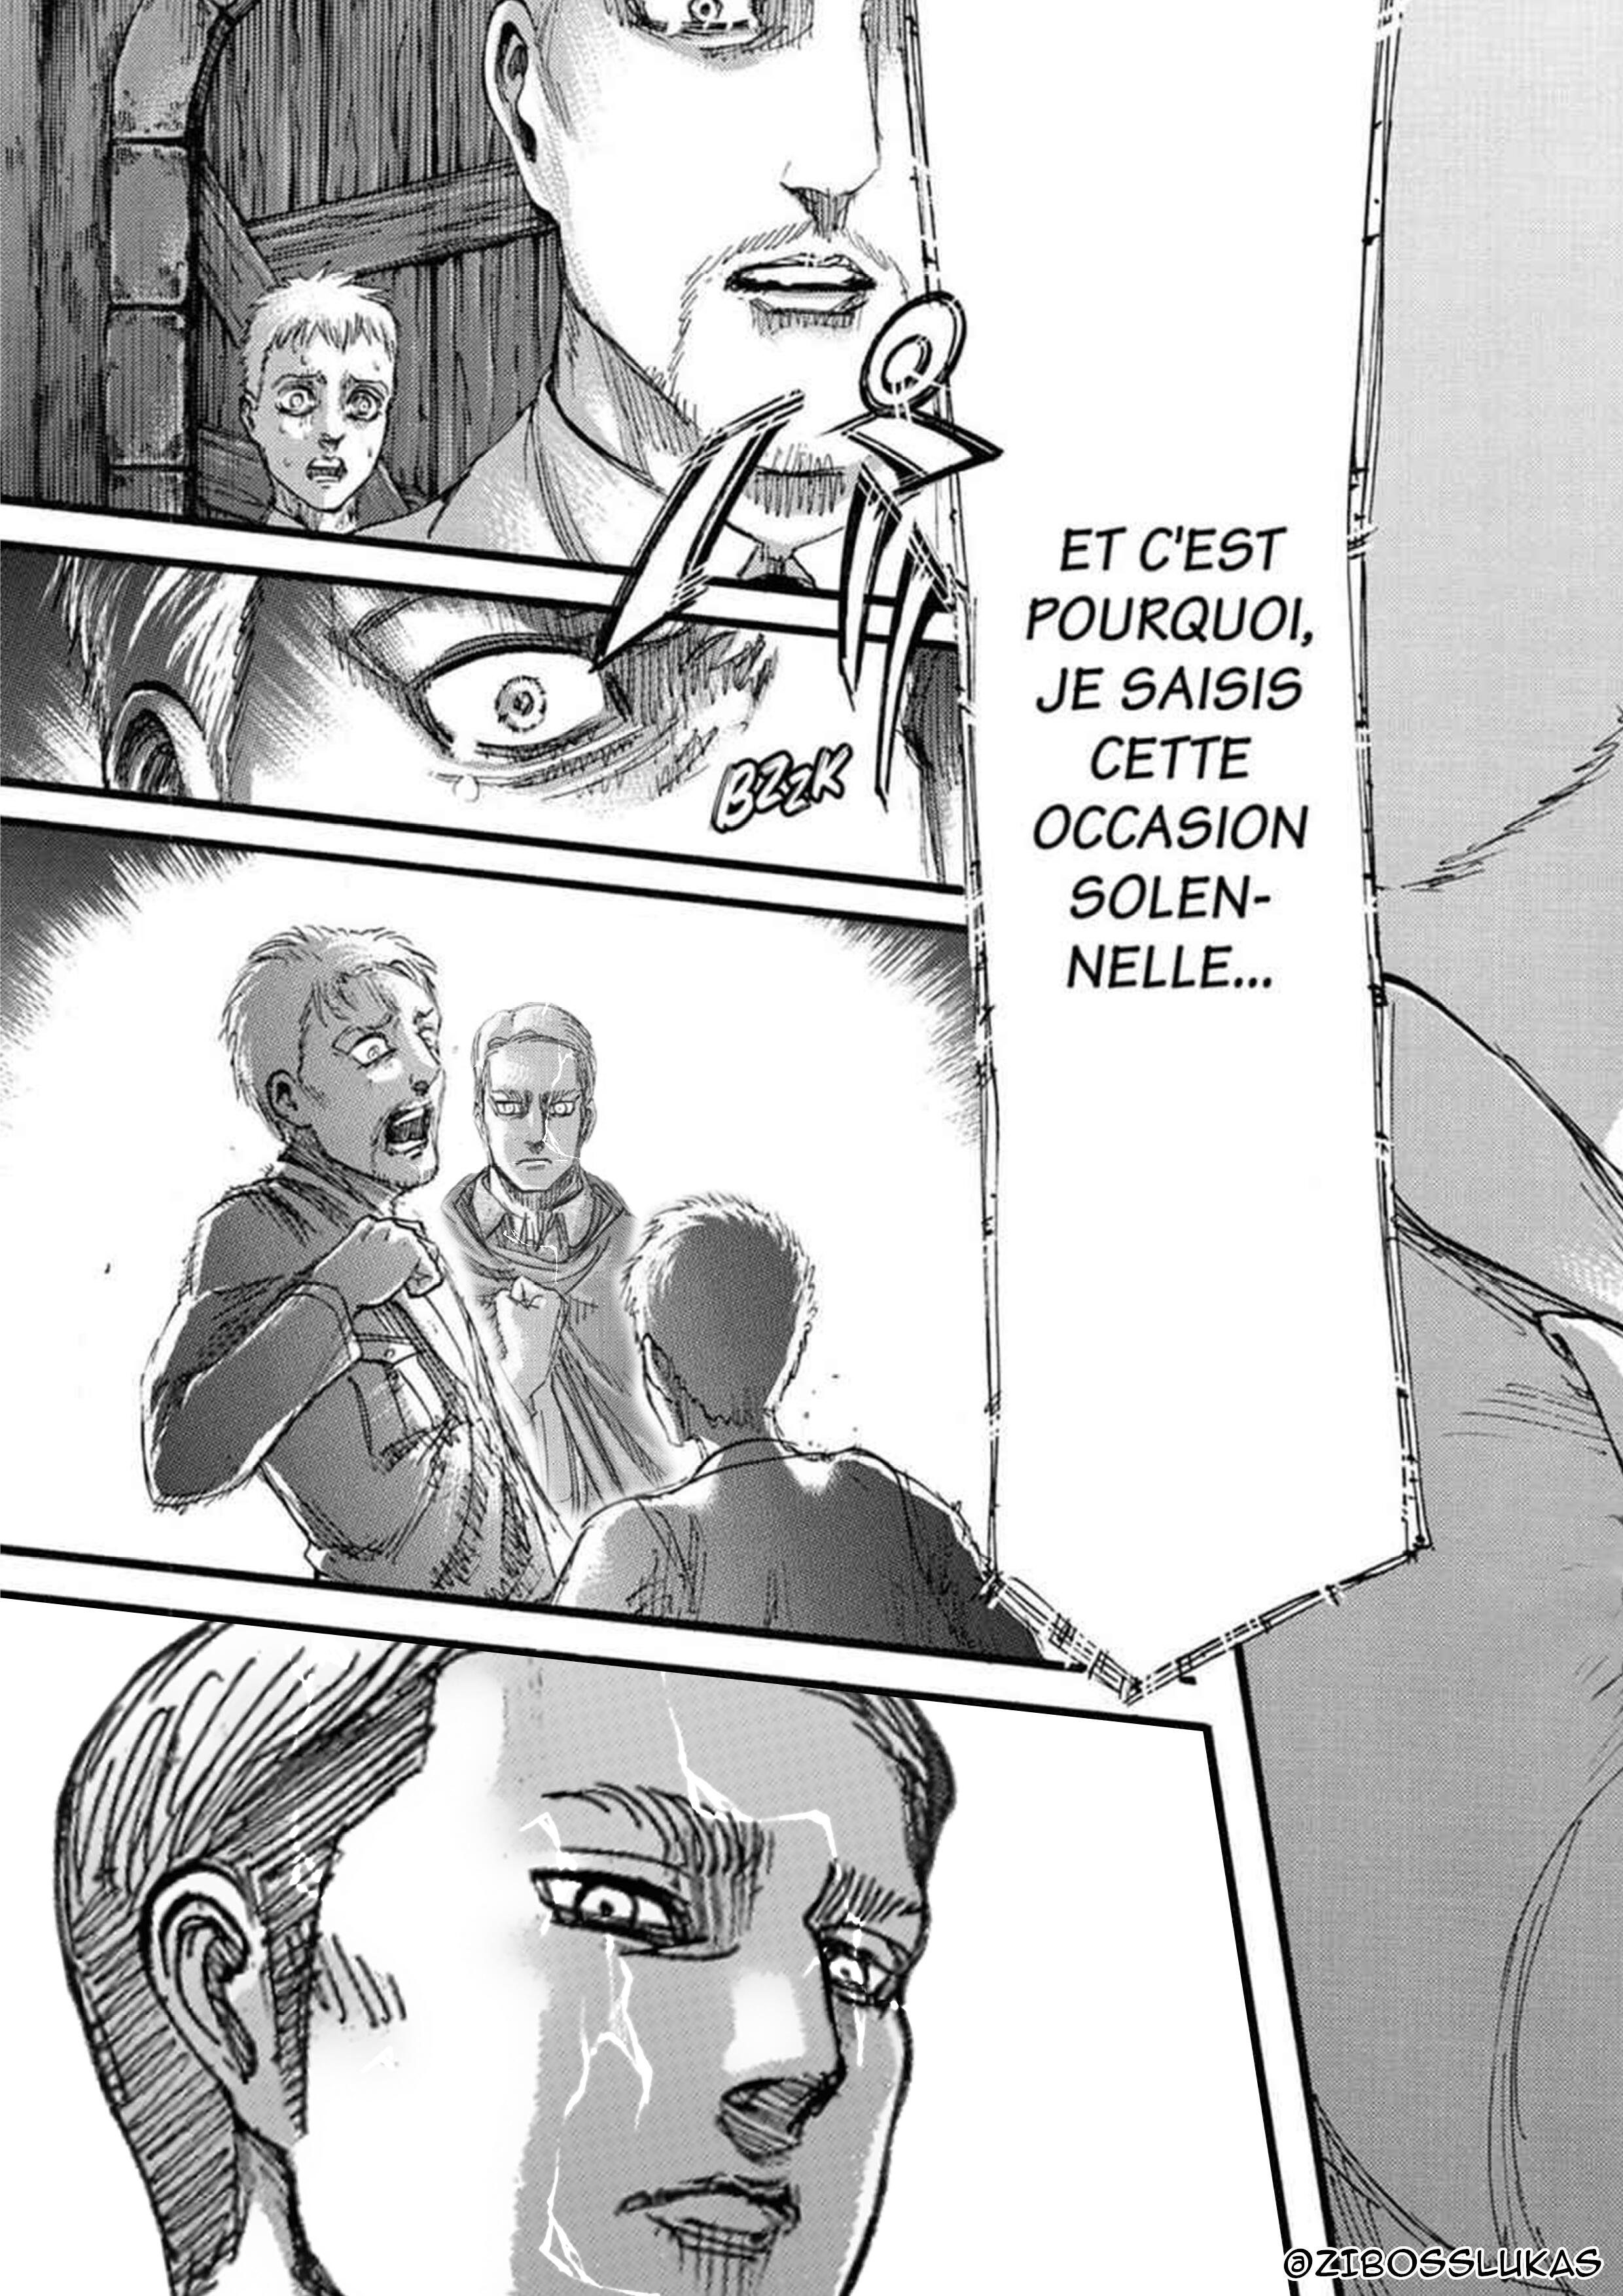 ET C'EST
POURQUOI,
JE SAISIS
CETTE
OCCASION
SOLEN-
NELLE...
BZZK
@ZIBOSSLUKAS